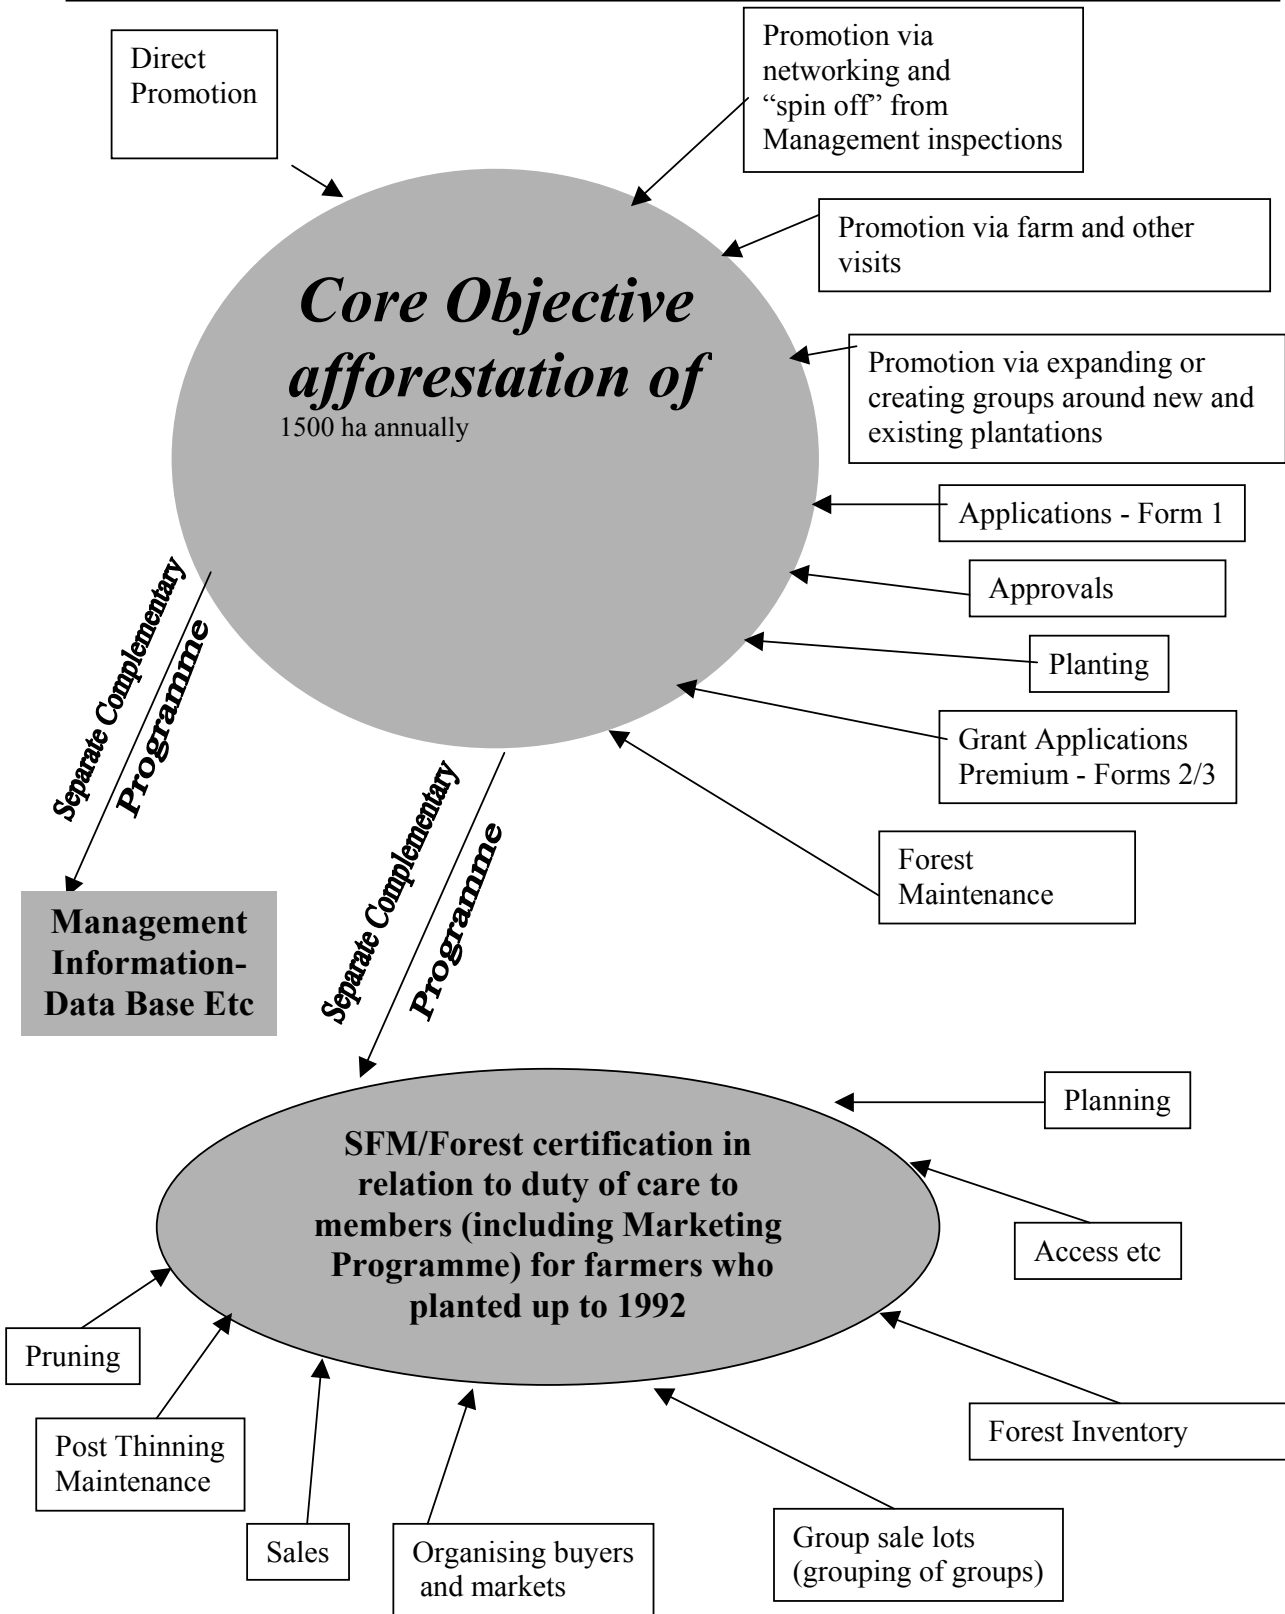 Direct
Promotion
Promotion via
networking and
“spin off” from
Management inspections
Promotion via farm and other
visits
Core Objective
afforestation of
1500 ha annually
Promotion via expanding or
creating groups around new and
existing plantations
Applications - Form 1
Approvals
Planting
Grant Applications
Premium - Forms 2/3
Forest
Maintenance
Separate Complementary
Programme
Separate Complementary
Programme
Management
Information-
Data Base Etc
SFM/Forest certification in
relation to duty of care to
members (including Marketing
Programme) for farmers who
planted up to 1992
Planning
Access etc
Forest Inventory
Group sale lots
(grouping of groups)
Organising buyers
and markets
Sales
Post Thinning
Maintenance
Pruning